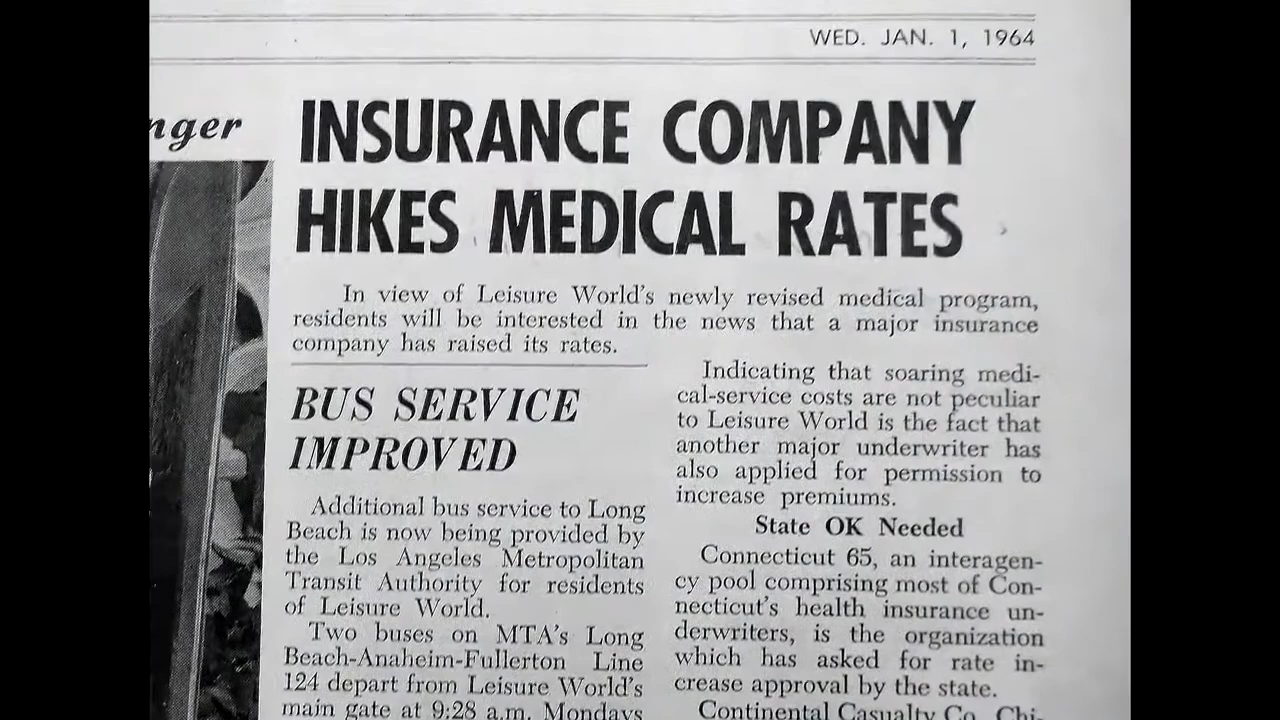 WED. JAN. 1, 1964
nger
INSURANCE COMPANY
HIKES MEDICAL RATES
In view of Leisure World's newly revised medical program,
residents will be interested in the news that a major insurance
company has raised its rates.
BUS SERVICE
IMPROVED
Additional bus service to Long
Beach is now being provided by
the Los Angeles Metropolitan
Transit Authority for residents
of Leisure World.
Two buses on MTA's Long
Beach-Anaheim-Fullerton Line
124 depart from Leisure World's
main gate at 9:28 a.m. Mondays
Indicating that soaring medi-
cal-service costs are not peculiar
to Leisure World is the fact that
another major underwriter has
also applied for permission to
increase premiums.
State OK Needed
Connecticut 65, an interagen-
cy pool comprising most of Con-
necticut's health insurance un-
derwriters, is the organization
which has asked for rate in-
crease approval by the state.
Continental Casualty Co. Chi-